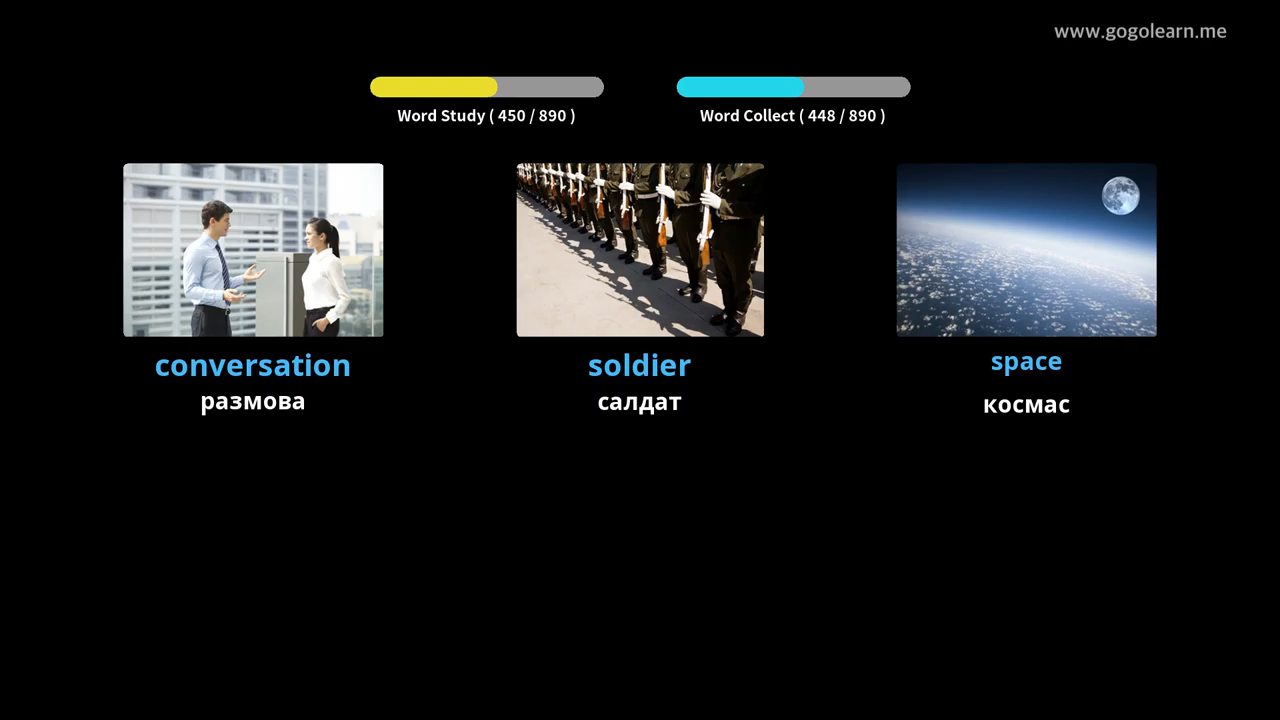 www.gogolearn.me
Word Study ( 450 / 890 )
Word Collect ( 448 / 890 )
conversation
размова
soldier
салдат
space
космас